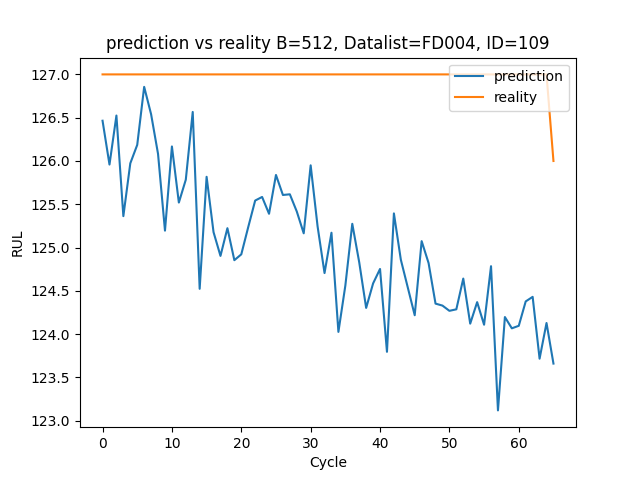 prediction vs reality B=512, Datalist=FD004, ID=109
prediction
reality
127.0
126.5
126.0
125.5
125.0
124.5
124.0
123.5
123.0
RUL
0 10 20 30 40 50 60
Cycle